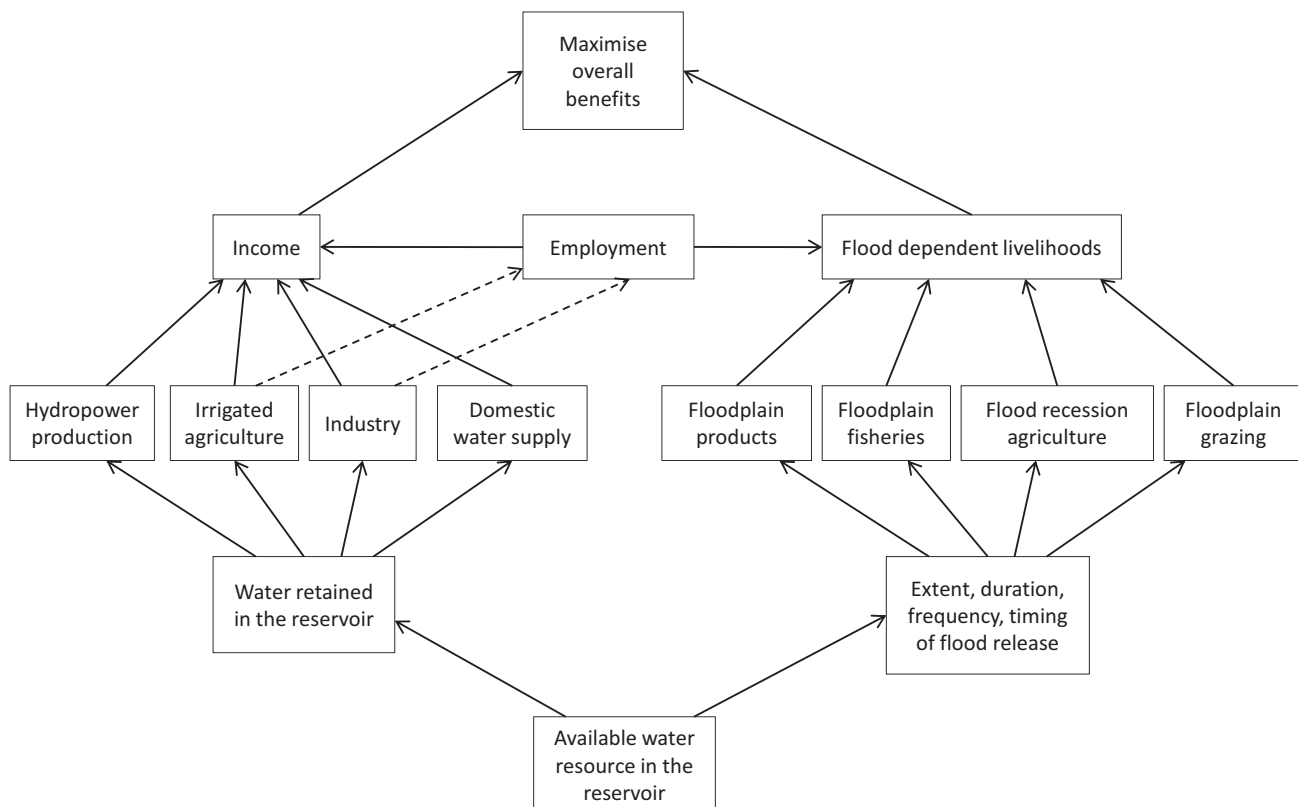 Maximise
overall
benefits
Income
Employment
Flood dependent livelihoods
Hydropower
production
Irrigated
agriculture
Industry
Domestic
water supply
Floodplain
products
Floodplain
fisheries
Flood recession
agriculture
Floodplain
grazing
Water retained
in the reservoir
Extent, duration,
frequency, timing
of flood release
Available water
resource in the
reservoir